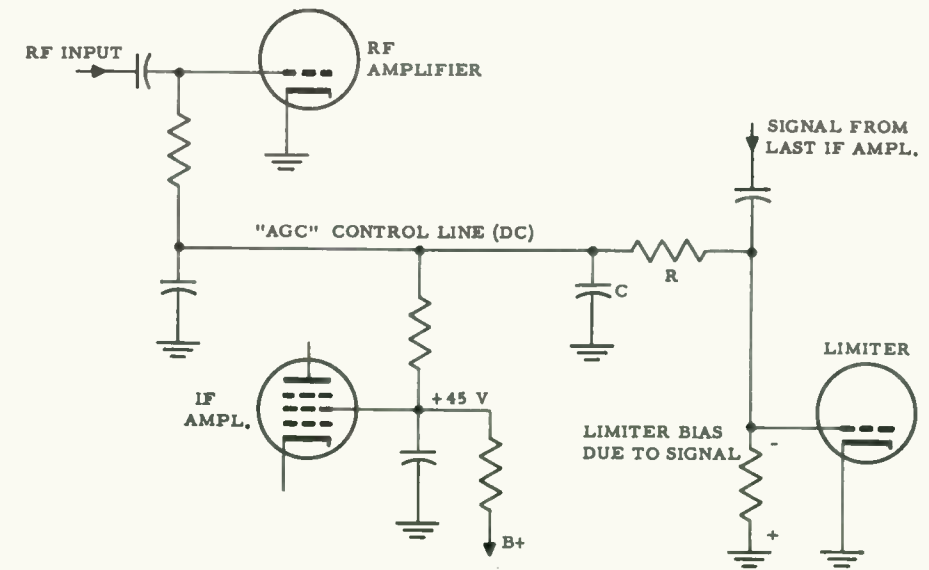 RF INPUT
RF
AMPLIFIER
SIGNAL FROM
LAST IF AMPL.
"AGC" CONTROL LINE (DC)
R
C
LIMITER
IF
AMPL.
+45 V
LIMITER BIAS
DUE TO SIGNAL
-
+
B+